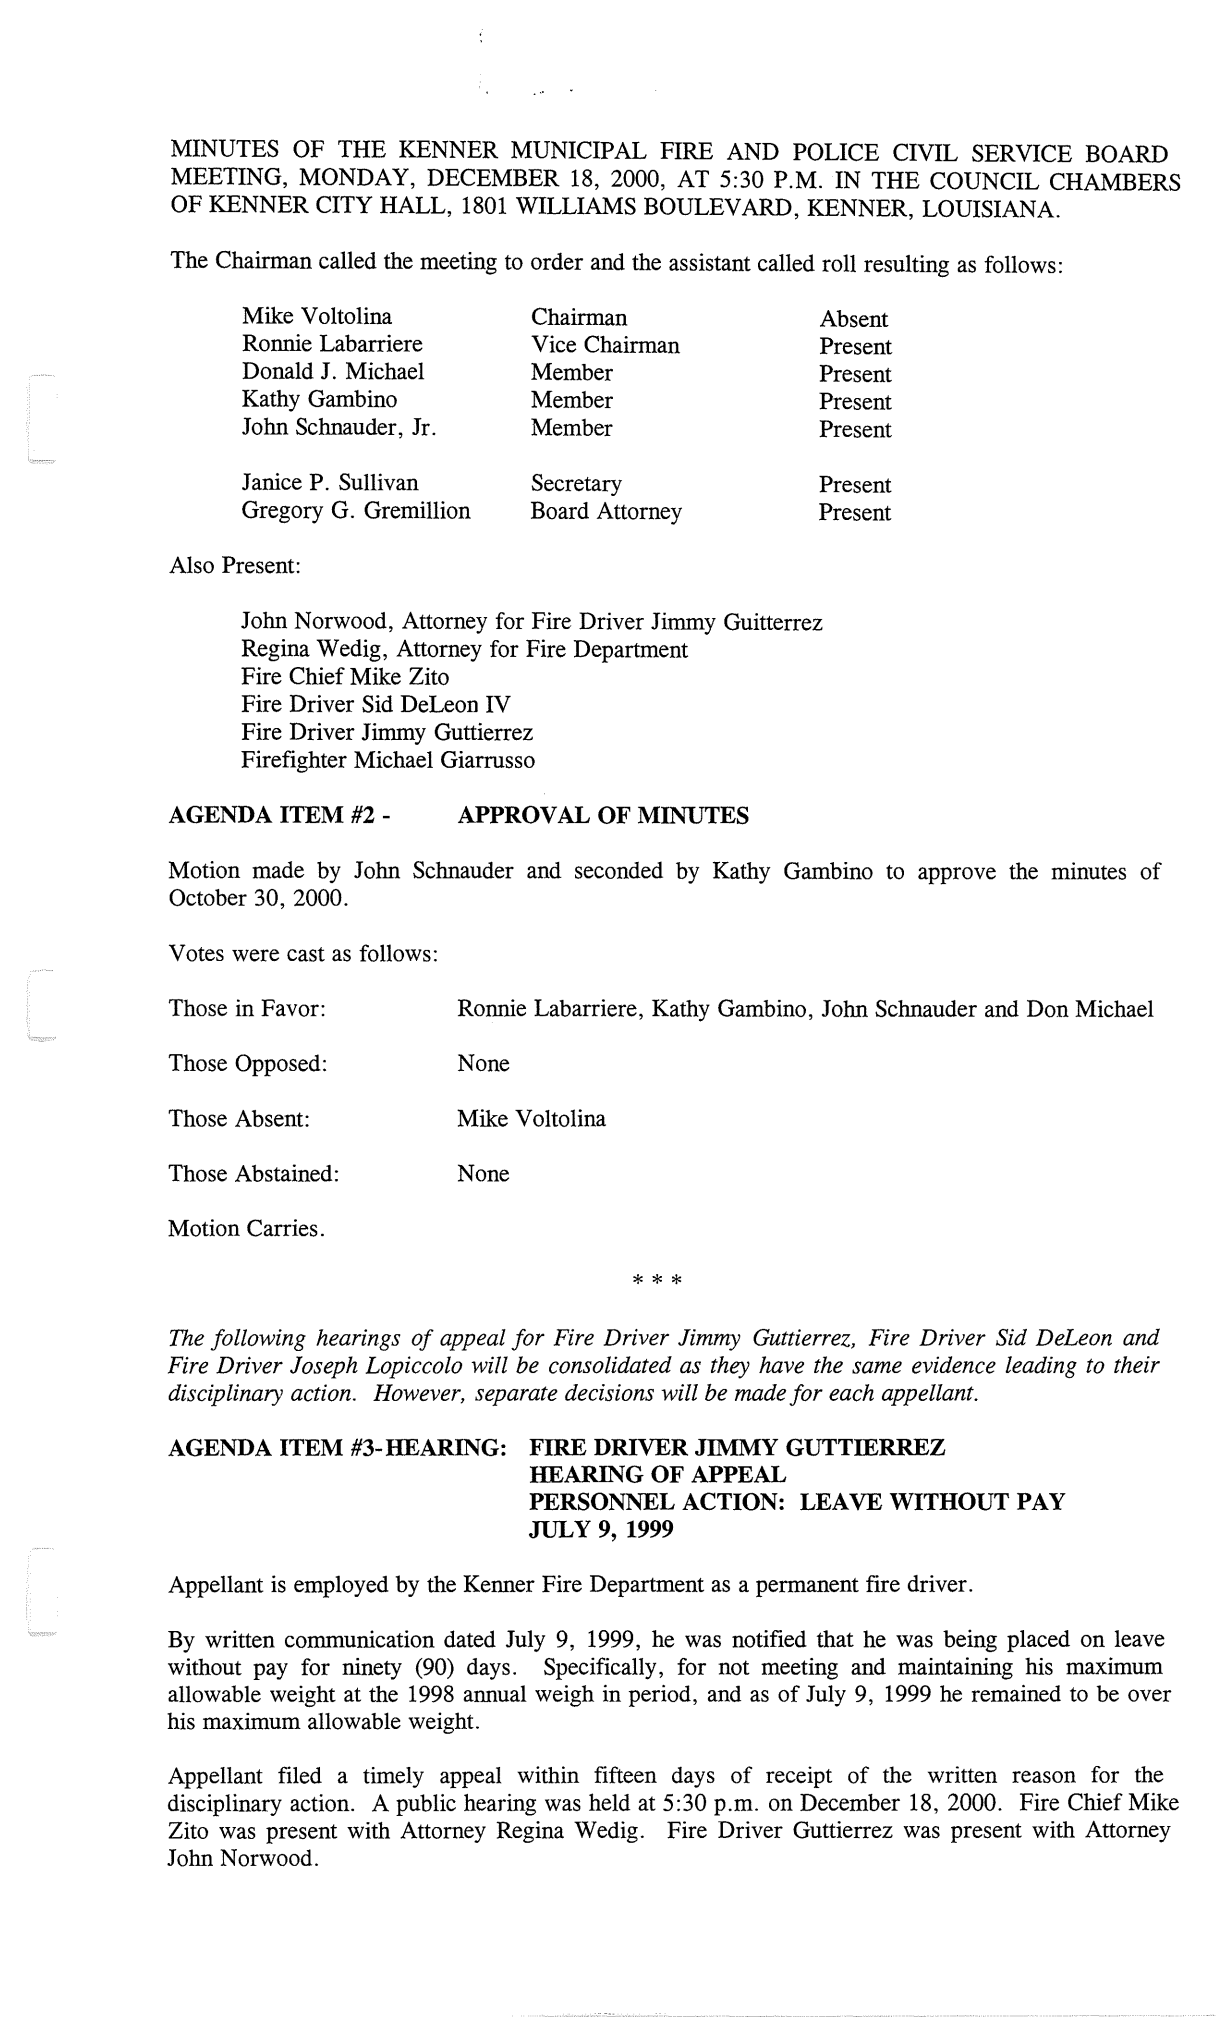 MINUTES OF THE KENNER MUNICIPAL FIRE AND POLICE CIVIL SERVICE BOARD
MEETING, MONDAY, DECEMBER 18, 2000, AT 5:30 P.M. IN THE COUNCIL CHAMBERS
OF KENNER CITY HALL, 1801 WILLIAMS BOULEVARD, KENNER, LOUISIANA.
The Chairman called the meeting to order and the assistant called roll resulting as follows:
Mike Voltolina Chairman Absent
Ronnie Labarriere Vice Chairman Present
Donald J. Michael Member Present
Kathy Gambino Member Present
John Schnauder, Jr. Member Present
Janice P. Sullivan Secretary Present
Gregory G. Gremillion Board Attorney Present
Also Present:
John Norwood, Attorney for Fire Driver Jimmy Guitterrez
Regina Wedig, Attorney for Fire Department
Fire Chief Mike Zito
Fire Driver Sid DeLeon IV
Fire Driver Jimmy Guttierrez
Firefighter Michael Giarrusso
AGENDA ITEM #2 - APPROVAL OF MINUTES
Motion made by John Schnauder and seconded by Kathy Gambino to approve the minutes of
October 30, 2000.
Votes were cast as follows:
Those in Favor: Ronnie Labarriere, Kathy Gambino, John Schnauder and Don Michael
Those Opposed: None
Those Absent: Mike Voltolina
Those Abstained: None
Motion Carries.
* * *
The following hearings of appeal for Fire Driver Jimmy Guttierrez, Fire Driver Sid DeLeon and
Fire Driver Joseph Lopiccolo will be consolidated as they have the same evidence leading to their
disciplinary action. However, separate decisions will be made for each appellant.
AGENDA ITEM #3-HEARING: FIRE DRIVER JIMMY GUTTIERREZ
HEARING OF APPEAL
PERSONNEL ACTION: LEAVE WITHOUT PAY
JULY 9, 1999
Appellant is employed by the Kenner Fire Department as a permanent fire driver.
By written communication dated July 9, 1999, he was notified that he was being placed on leave
without pay for ninety (90) days. Specifically, for not meeting and maintaining his maximum
allowable weight at the 1998 annual weigh in period, and as of July 9, 1999 he remained to be over
his maximum allowable weight.
Appellant filed a timely appeal within fifteen days of receipt of the written reason for the
disciplinary action. A public hearing was held at 5:30 p.m. on December 18, 2000. Fire Chief Mike
Zito was present with Attorney Regina Wedig. Fire Driver Guttierrez was present with Attorney
John Norwood.